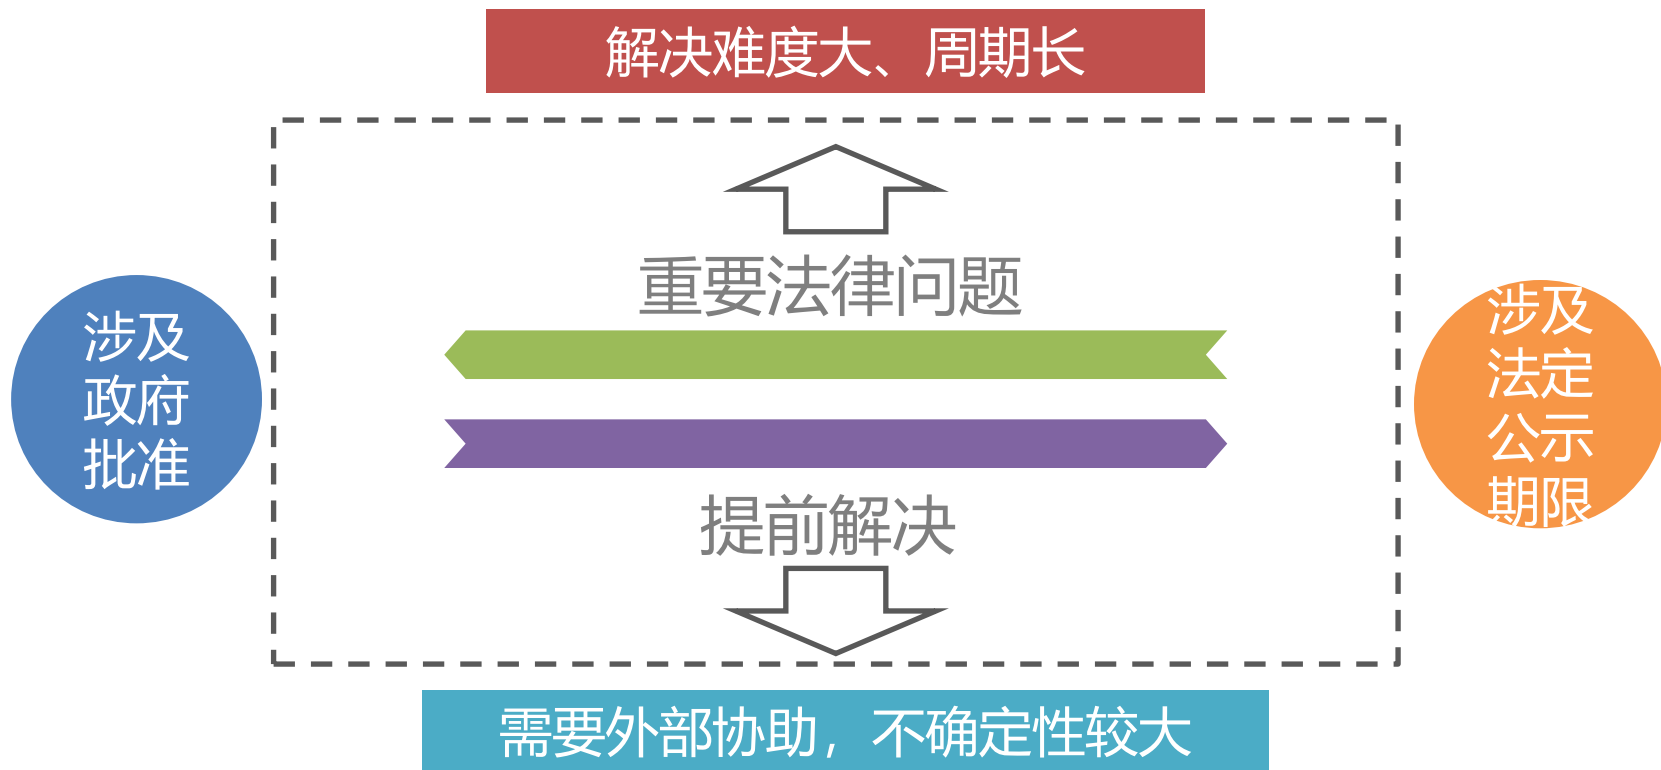 解决难度大、周期长
重要法律问题
涉及
政府
批准
涉及
法定
公示
期限
提前解决
需要外部协助，不确定性较大